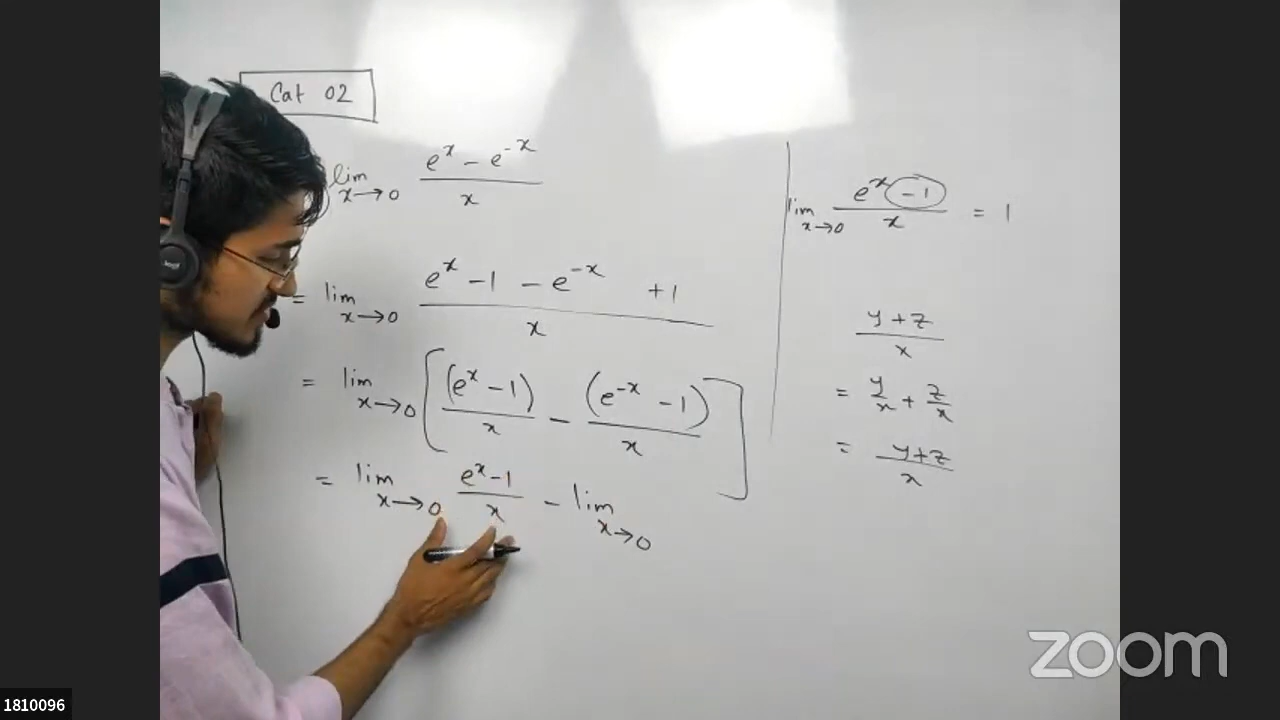 Cat 02
lim x→0 (e^x - e^-x)/x
= lim x→0 (e^x - 1 - e^-x + 1)/x
= lim x→0 [(e^x - 1)/x - (e^-x - 1)/x]
= lim x→0 (e^x - 1)/x - lim x→0
lim x→0 (e^x - 1)/x = 1
(y + z)/x
= y/x + z/x
= (y + z)/x
zoom
1810096